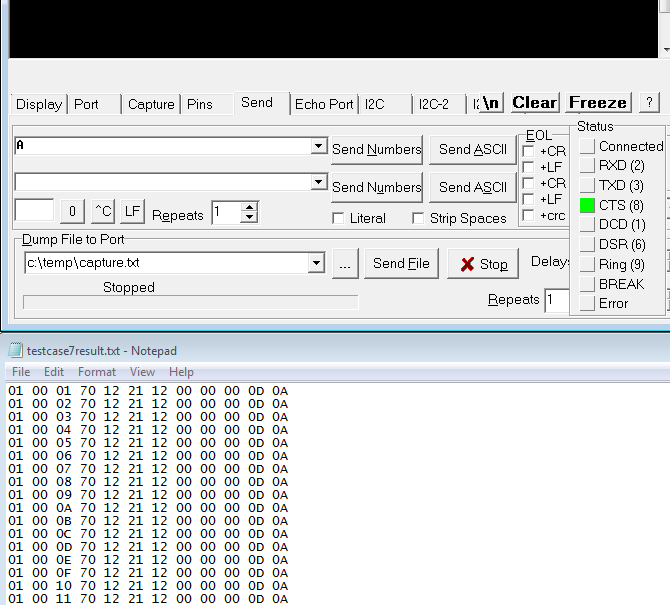 Display Port Capture Pins Send Echo Port I2C I2C-2 \n Clear Freeze ?
Status
EOL
A Send Numbers Send ASCII +CR Connected
+LF RXD (2)
Send Numbers Send ASCII +CR TXD (3)
+LF CTS (8)
0 ^C LF Repeats 1 Literal Strip Spaces +crc DCD (1)
Dump File to Port DSR (6)
c:\temp\capture.txt ... Send File Stop Delays Ring (9)
Stopped BREAK
Repeats 1 Error
testcase7result.txt - Notepad
File Edit Format View Help
01 00 01 70 12 21 12 00 00 00 0D 0A
01 00 02 70 12 21 12 00 00 00 0D 0A
01 00 03 70 12 21 12 00 00 00 0D 0A
01 00 04 70 12 21 12 00 00 00 0D 0A
01 00 05 70 12 21 12 00 00 00 0D 0A
01 00 06 70 12 21 12 00 00 00 0D 0A
01 00 07 70 12 21 12 00 00 00 0D 0A
01 00 08 70 12 21 12 00 00 00 0D 0A
01 00 09 70 12 21 12 00 00 00 0D 0A
01 00 0A 70 12 21 12 00 00 00 0D 0A
01 00 0B 70 12 21 12 00 00 00 0D 0A
01 00 0C 70 12 21 12 00 00 00 0D 0A
01 00 0D 70 12 21 12 00 00 00 0D 0A
01 00 0E 70 12 21 12 00 00 00 0D 0A
01 00 0F 70 12 21 12 00 00 00 0D 0A
01 00 10 70 12 21 12 00 00 00 0D 0A
01 00 11 70 12 21 12 00 00 00 0D 0A